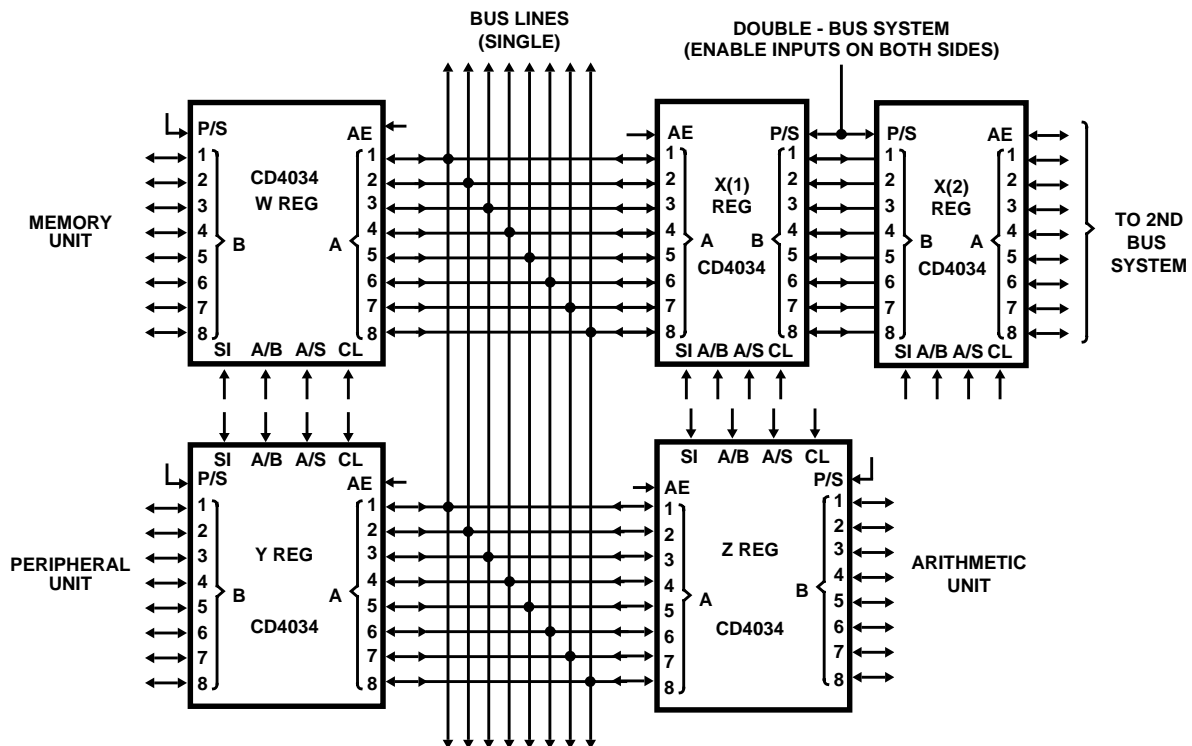 BUS LINES
(SINGLE)
DOUBLE - BUS SYSTEM
(ENABLE INPUTS ON BOTH SIDES)
MEMORY
UNIT
P/S
AE
1
2
3
4
5
6
7
8
B
CD4034
W REG
A
1
2
3
4
5
6
7
8
SI A/B A/S CL
AE
P/S
1
2
3
4
5
6
7
8
A
X(1)
REG
B
CD4034
1
2
3
4
5
6
7
8
SI A/B A/S CL
P/S
AE
1
2
3
4
5
6
7
8
B
X(2)
REG
A
CD4034
1
2
3
4
5
6
7
8
SI A/B A/S CL
TO 2ND
BUS
SYSTEM
PERIPHERAL
UNIT
SI A/B A/S CL
P/S
AE
1
2
3
4
5
6
7
8
B
Y REG
A
CD4034
1
2
3
4
5
6
7
8
SI A/B A/S CL
AE
P/S
1
2
3
4
5
6
7
8
A
Z REG
B
CD4034
1
2
3
4
5
6
7
8
ARITHMETIC
UNIT